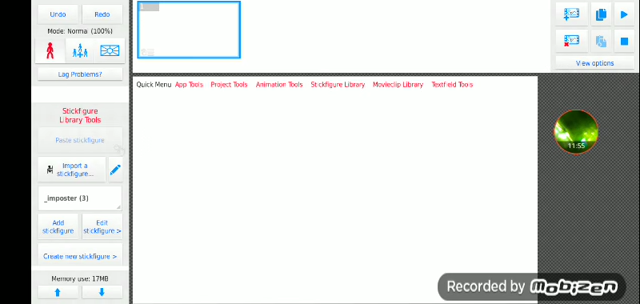 Undo Redo
Mode: Normal (100%)
Lag Problems?
Stickfigure
Library Tools
Paste stickfigure
Import a
stickfigure...
_imposter (3)
Add
stickfigure
Edit
stickfigure >
Create new stickfigure >
Memory use: 17MB
1
View options
Quick Menu App Tools Project Tools Animation Tools Stickfigure Library Movieclip Library Textfield Tools
11:55
Recorded by Mobizen